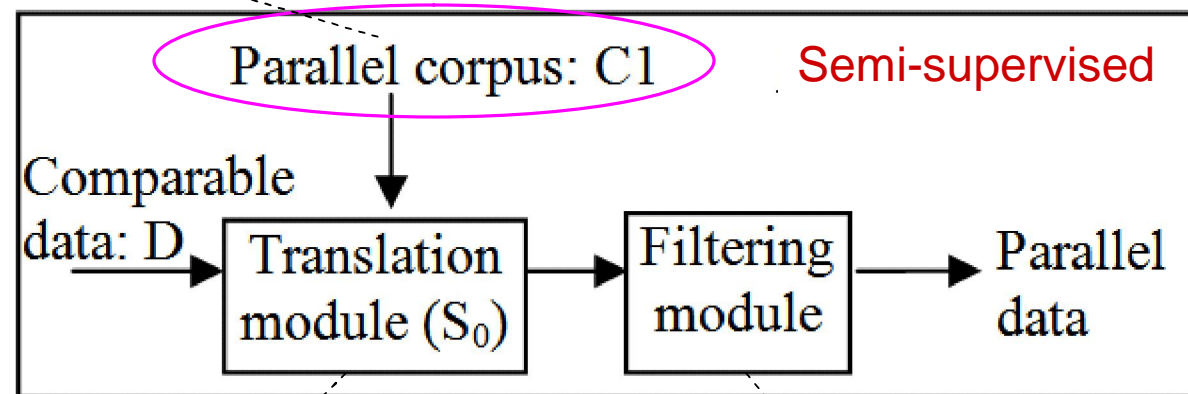 Parallel corpus: C1
Semi-supervised
Comparable
data: D
Translation
module (S₀)
Filtering
module
Parallel
data